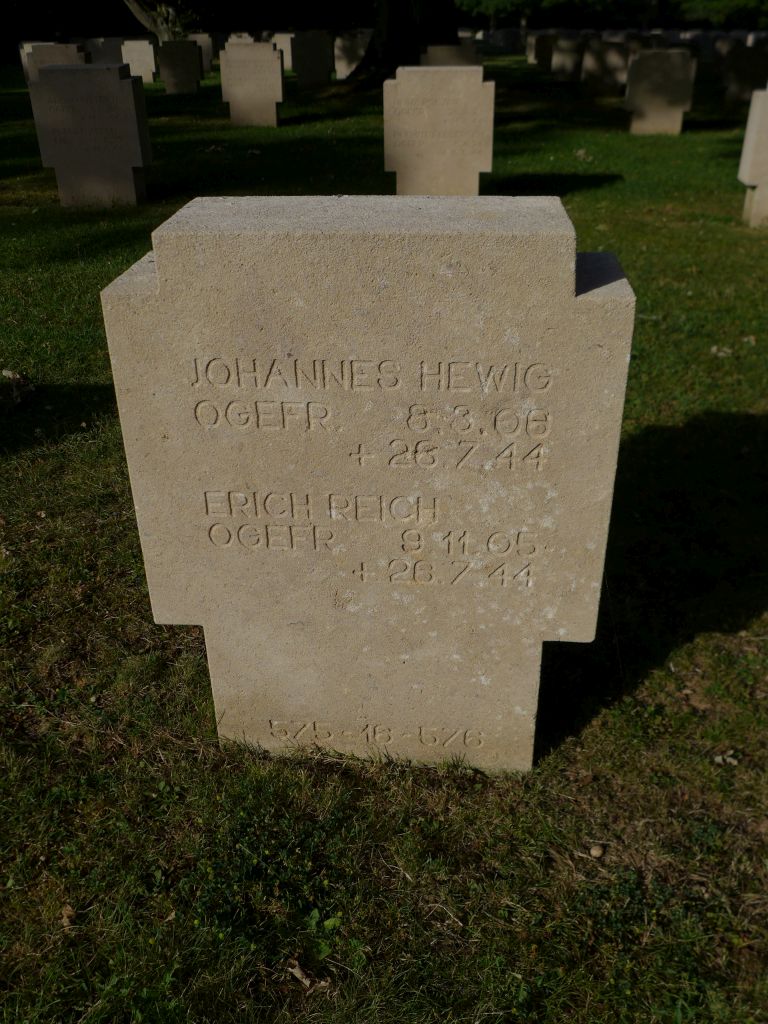 JOHANNES HEWIG
OGEFR. 8.3.06
+ 26.7.44
ERICH REICH
OGEFR. 9.11.05
+ 26.7.44
575-16-576